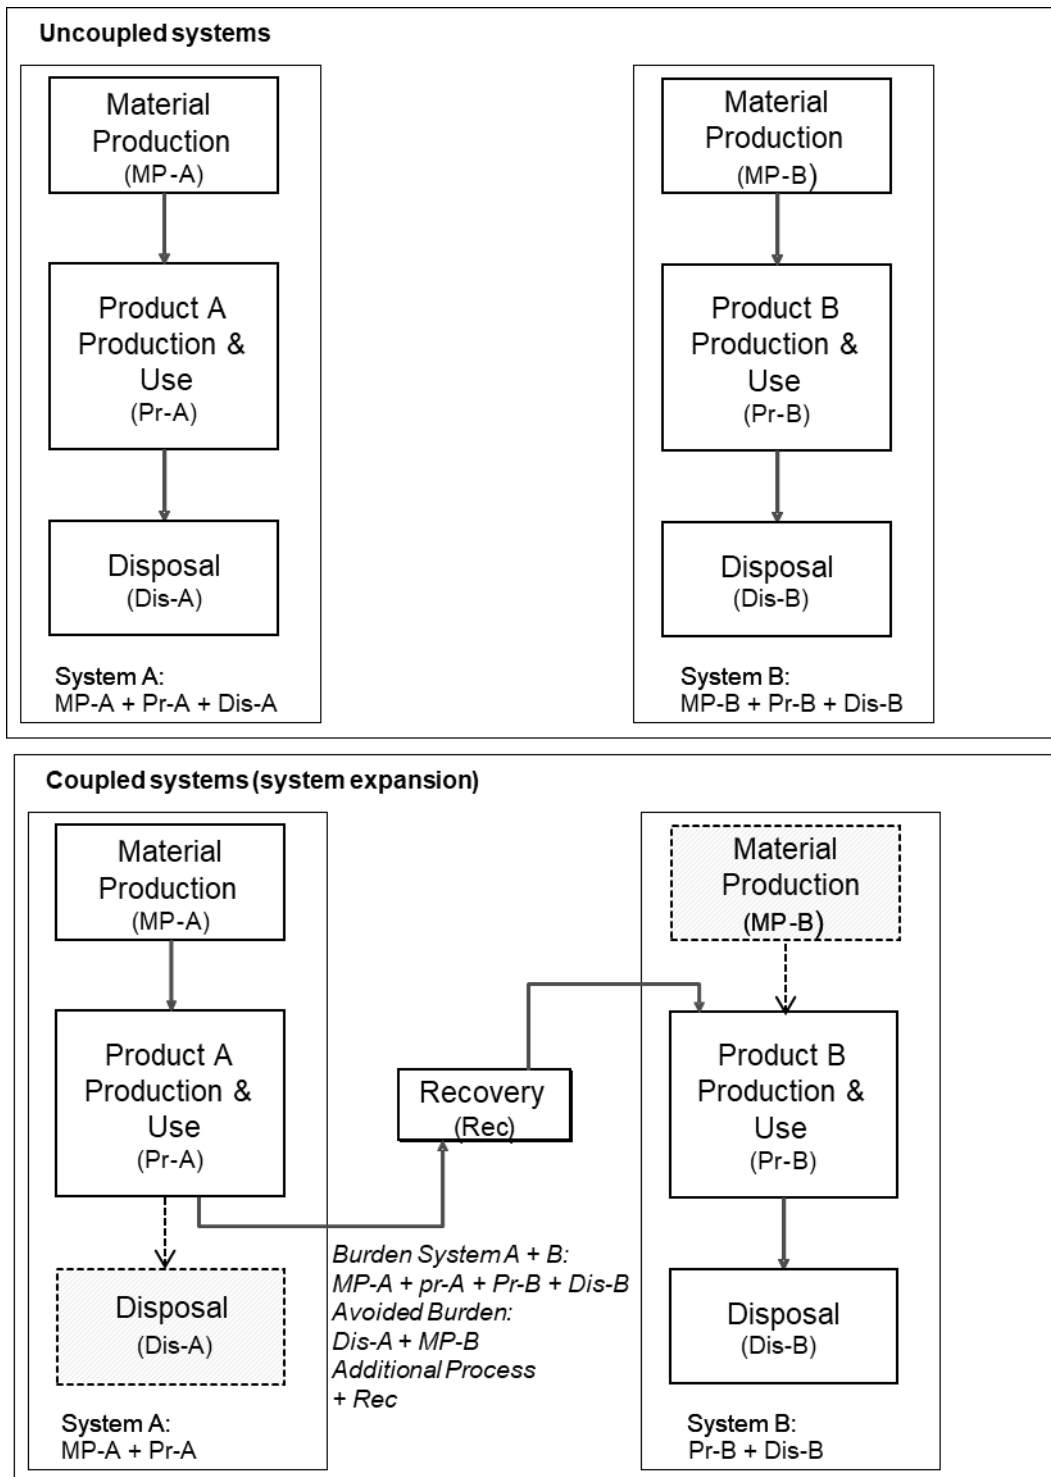 Uncoupled systems
Material
Production
(MP-A)
Product A
Production &
Use
(Pr-A)
Disposal
(Dis-A)
System A:
MP-A + Pr-A + Dis-A
Material
Production
(MP-B)
Product B
Production &
Use
(Pr-B)
Disposal
(Dis-B)
System B:
MP-B + Pr-B + Dis-B
Coupled systems (system expansion)
Material
Production
(MP-A)
Product A
Production &
Use
(Pr-A)
Disposal
(Dis-A)
System A:
MP-A + Pr-A
Recovery
(Rec)
Burden System A + B:
MP-A + pr-A + Pr-B + Dis-B
Avoided Burden:
Dis-A + MP-B
Additional Process
+ Rec
Material
Production
(MP-B)
Product B
Production &
Use
(Pr-B)
Disposal
(Dis-B)
System B:
Pr-B + Dis-B